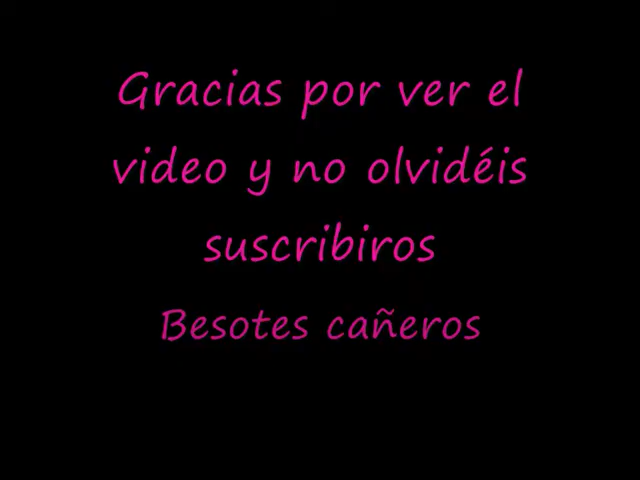 Gracias por ver el
video y no olvidéis
suscribiros
Besotes cañeros